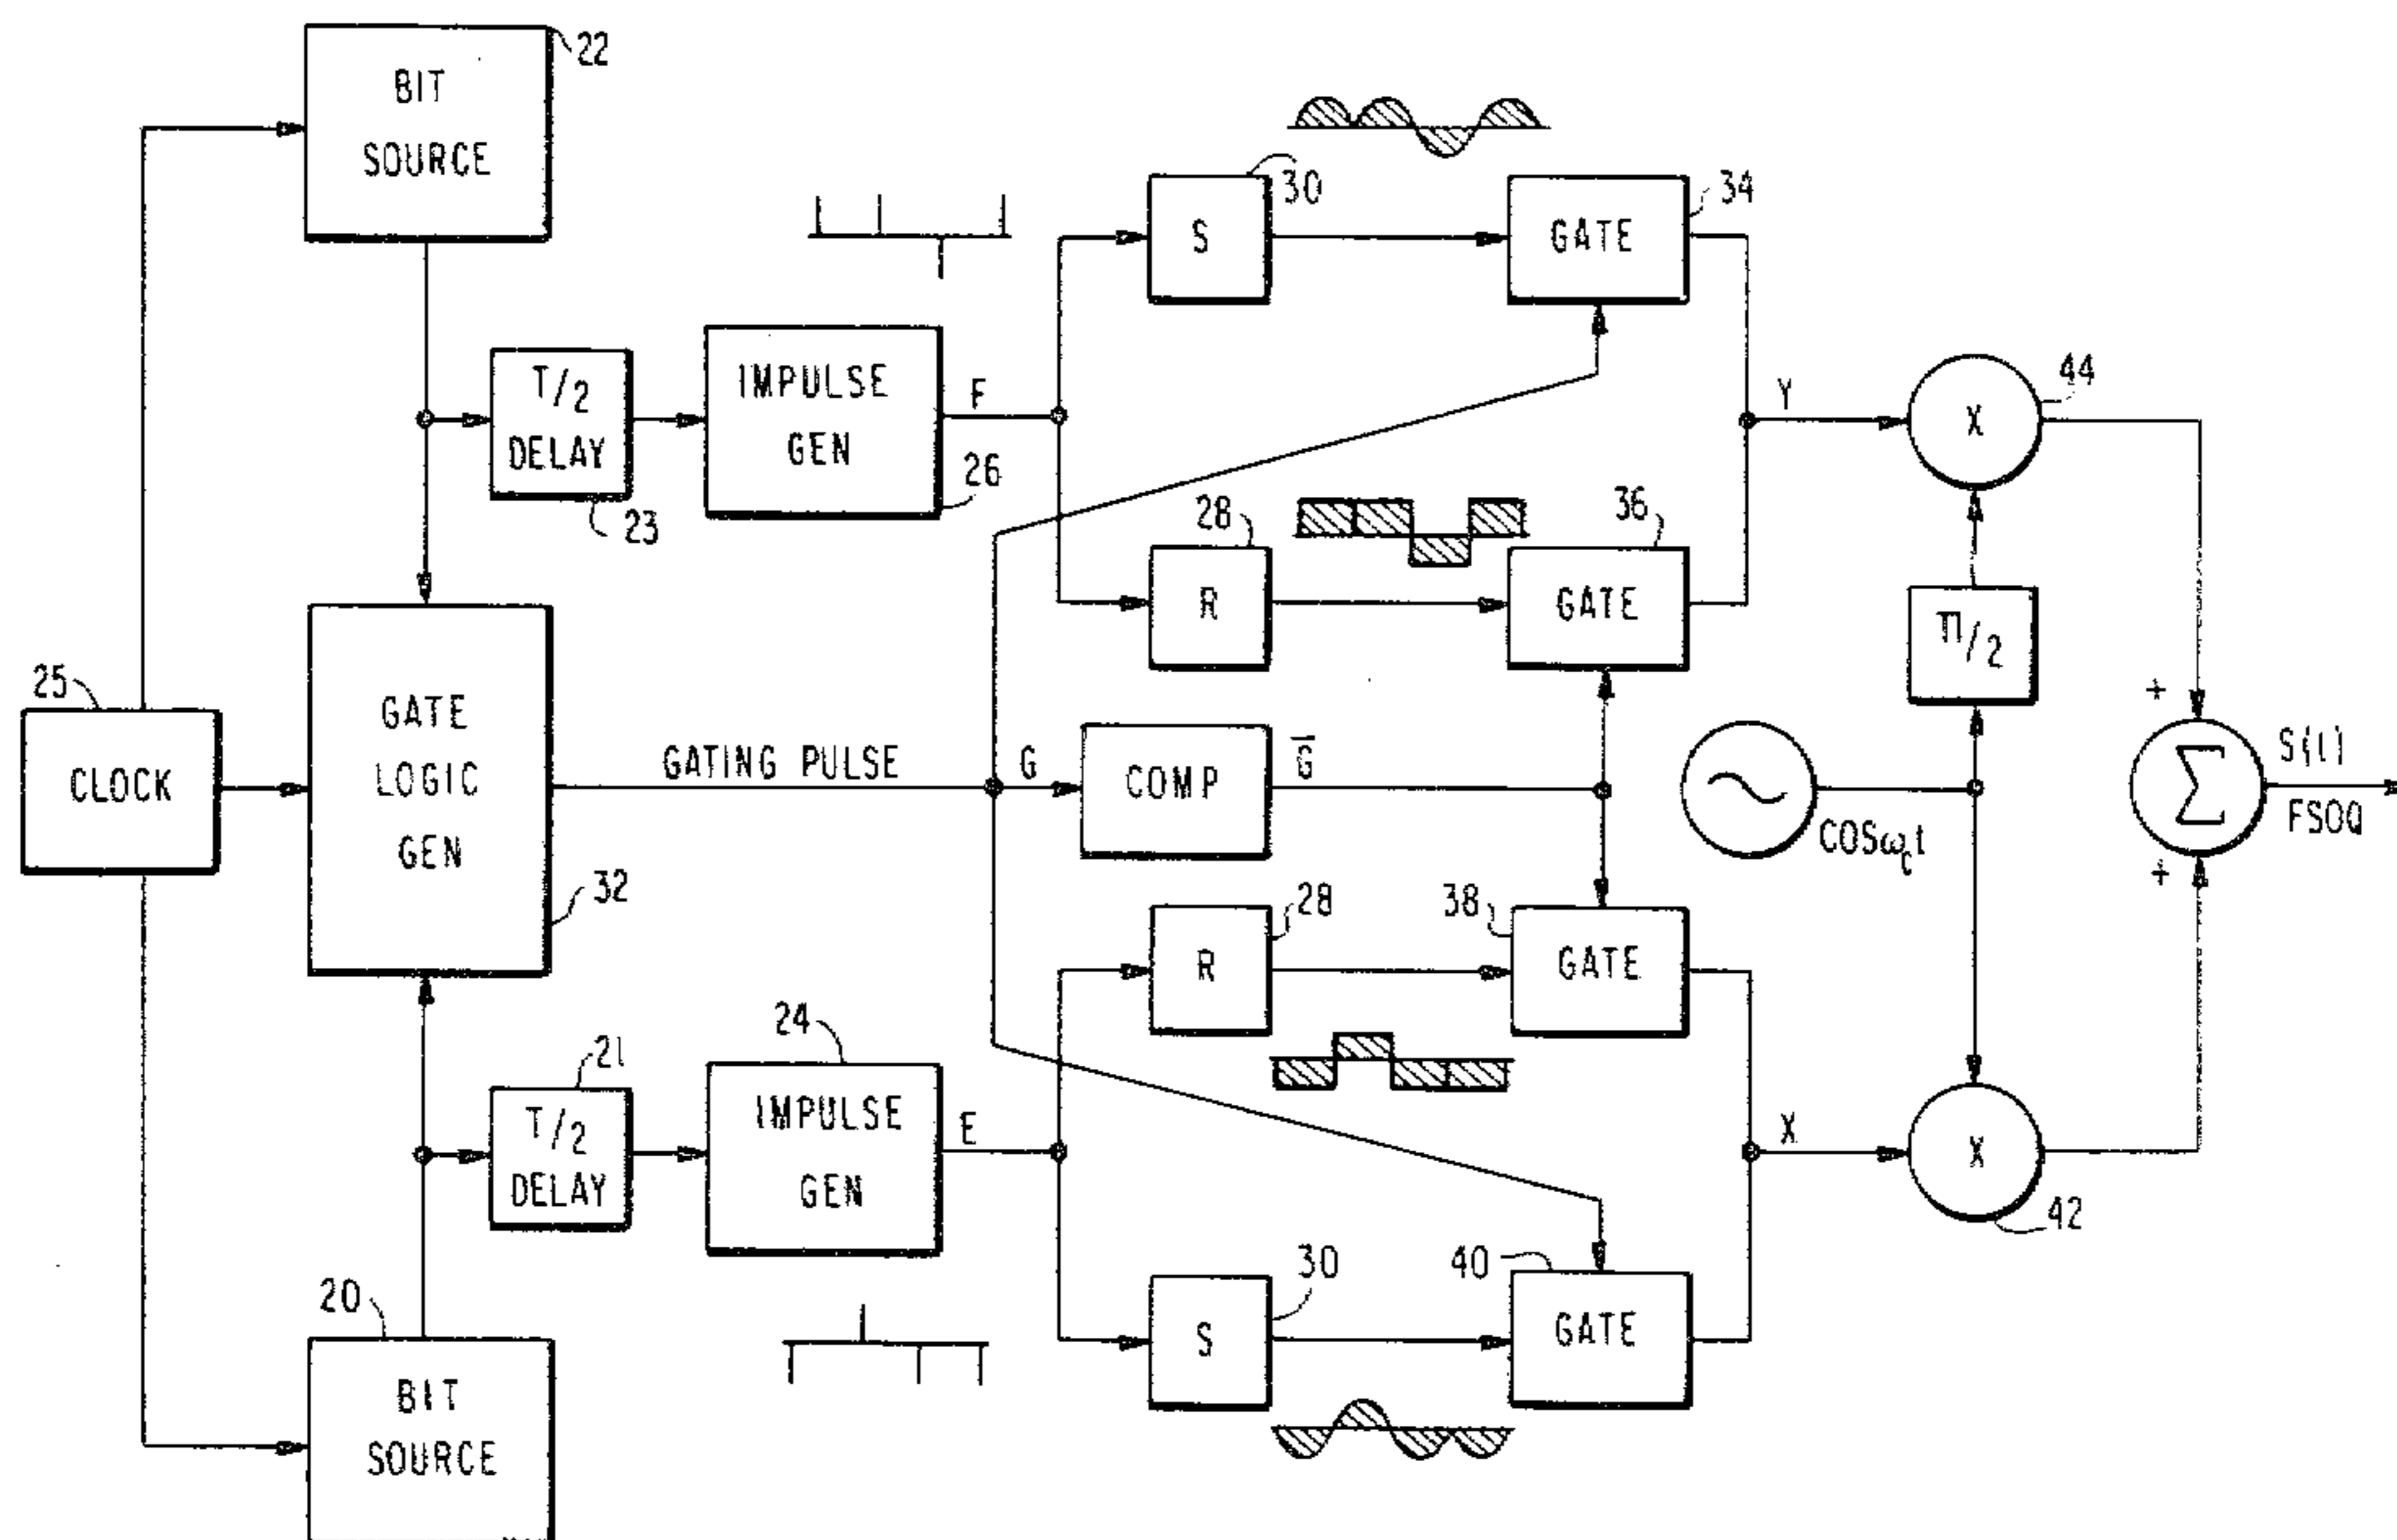 22
BIT
SOURCE
30
S
34
GATE
T/2
DELAY
23
IMPULSE
GEN
26
F
Y
X
44
28
R
36
GATE
π/2
25
CLOCK
GATE
LOGIC
GEN
32
GATING PULSE
G
COMP
G̅
COSω_c t
+
Σ
+
S(t)
FSOQ
28
R
38
GATE
21
T/2
DELAY
24
IMPULSE
GEN
E
X
X
42
30
S
40
GATE
20
BIT
SOURCE